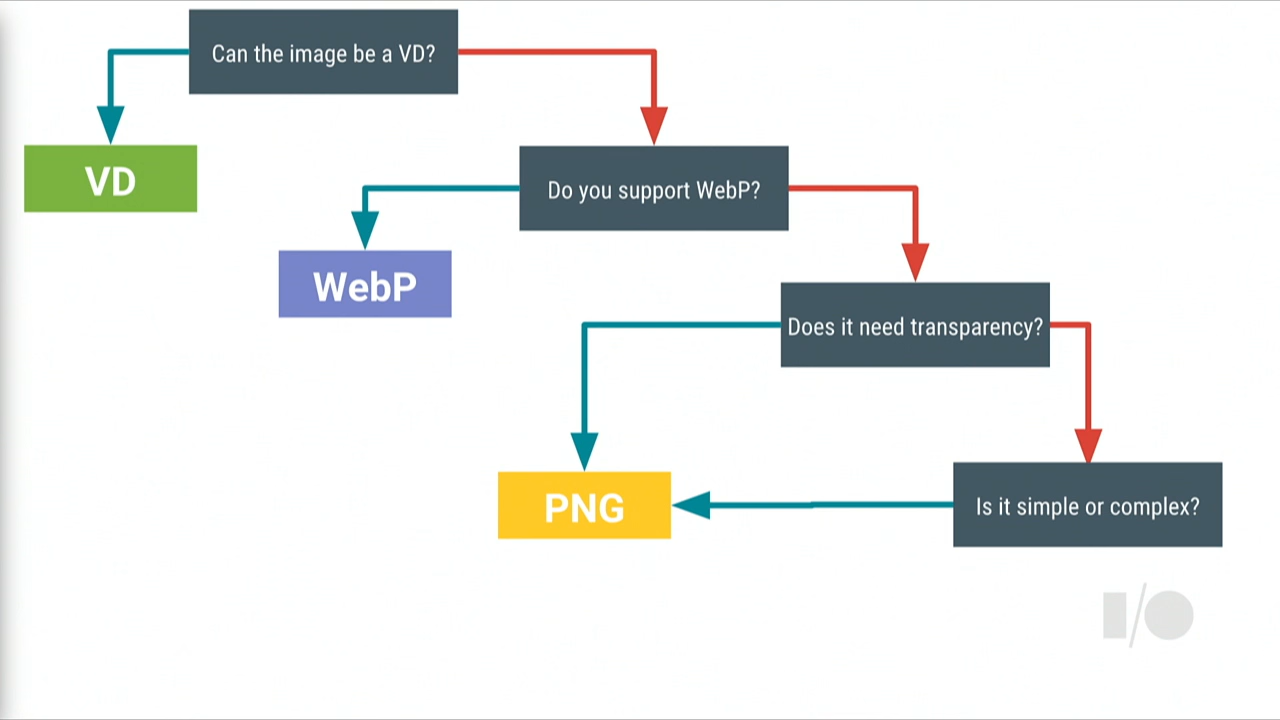 Can the image be a VD?
VD
Do you support WebP?
WebP
Does it need transparency?
PNG
Is it simple or complex?
I/O